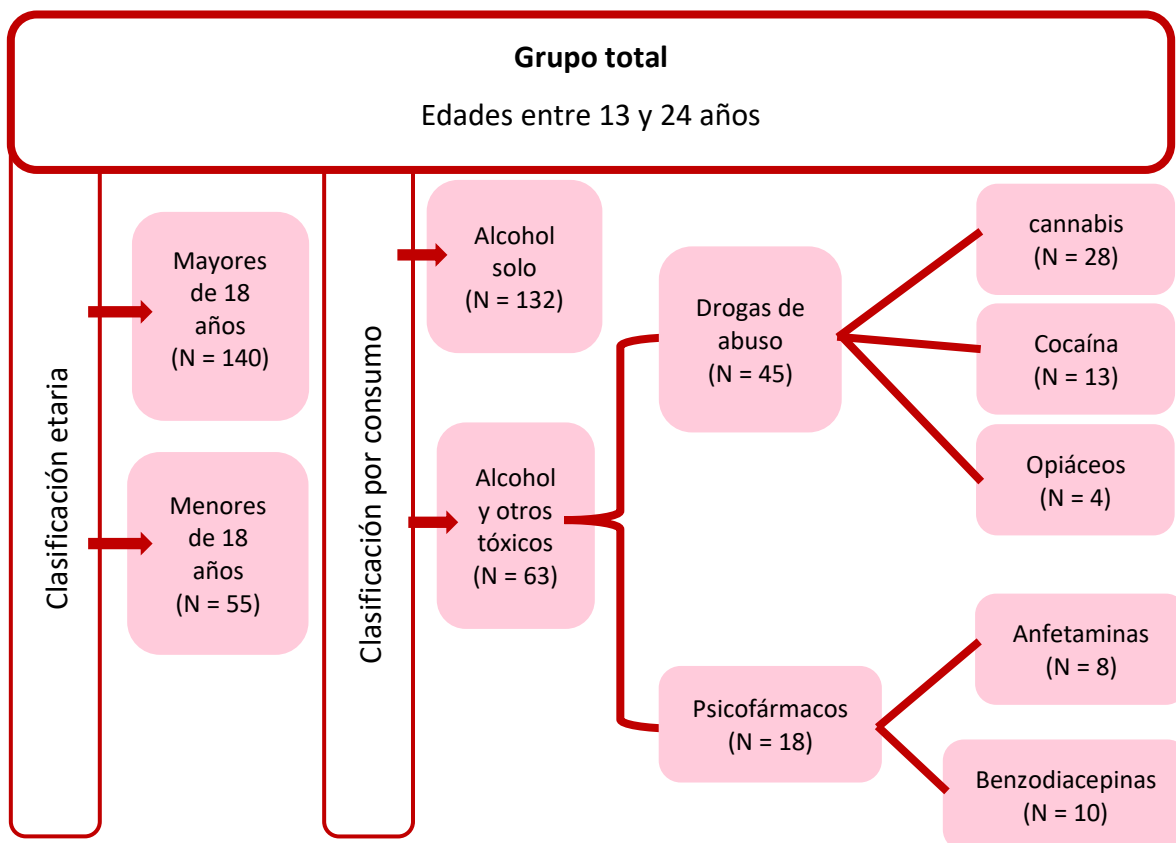 Grupo total
Edades entre 13 y 24 años
Clasificación etaria
Mayores
de 18
años
(N = 140)
Menores
de 18
años
(N = 55)
Clasificación por consumo
Alcohol
solo
(N = 132)
Alcohol
y otros
tóxicos
(N = 63)
Drogas de
abuso
(N = 45)
cannabis
(N = 28)
Cocaína
(N = 13)
Opiáceos
(N = 4)
Psicofármacos
(N = 18)
Anfetaminas
(N = 8)
Benzodiacepinas
(N = 10)